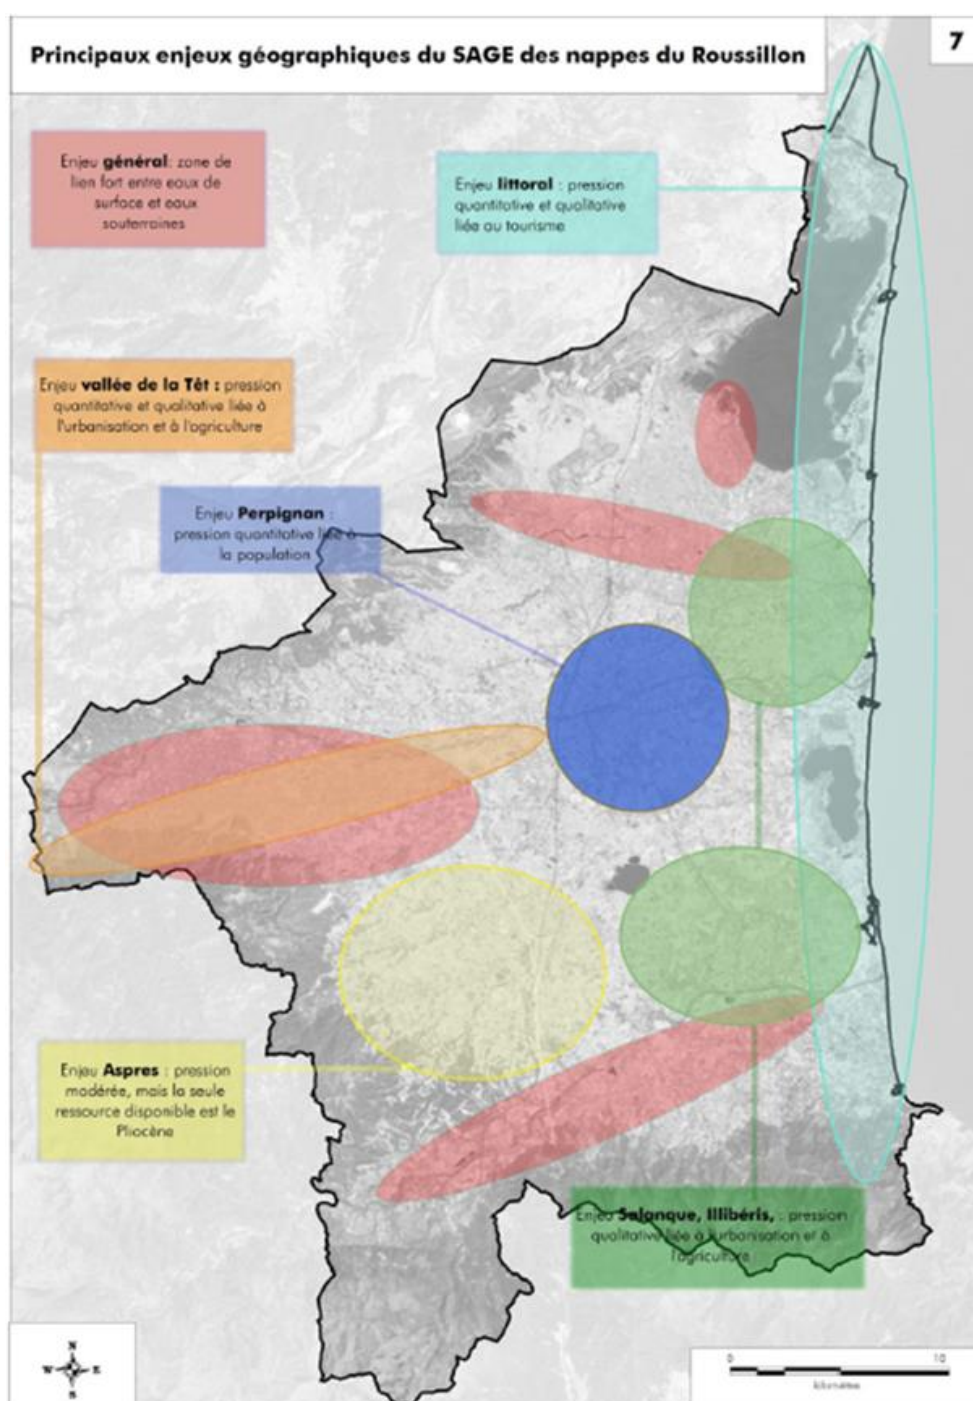 Principaux enjeux géographiques du SAGE des nappes du Roussillon
7
Enjeu général: zone de
lien fort entre eaux de
surface et eaux
souterraines
Enjeu littoral : pression
quantitative et qualitative
liée au tourisme
Enjeu vallée de la Têt : pression
quantitative et qualitative liée à
l'urbanisation et à l'agriculture
Enjeu Perpignan :
pression quantitative liée à
la population
Enjeu Aspres : pression
modérée, mais la seule
ressource disponible est le
Pliocène
Enjeu Salanque, Illibéris, : pression
qualitative liée à l'urbanisation et à
l'agriculture
N
W E
S
0 10
kilomètres